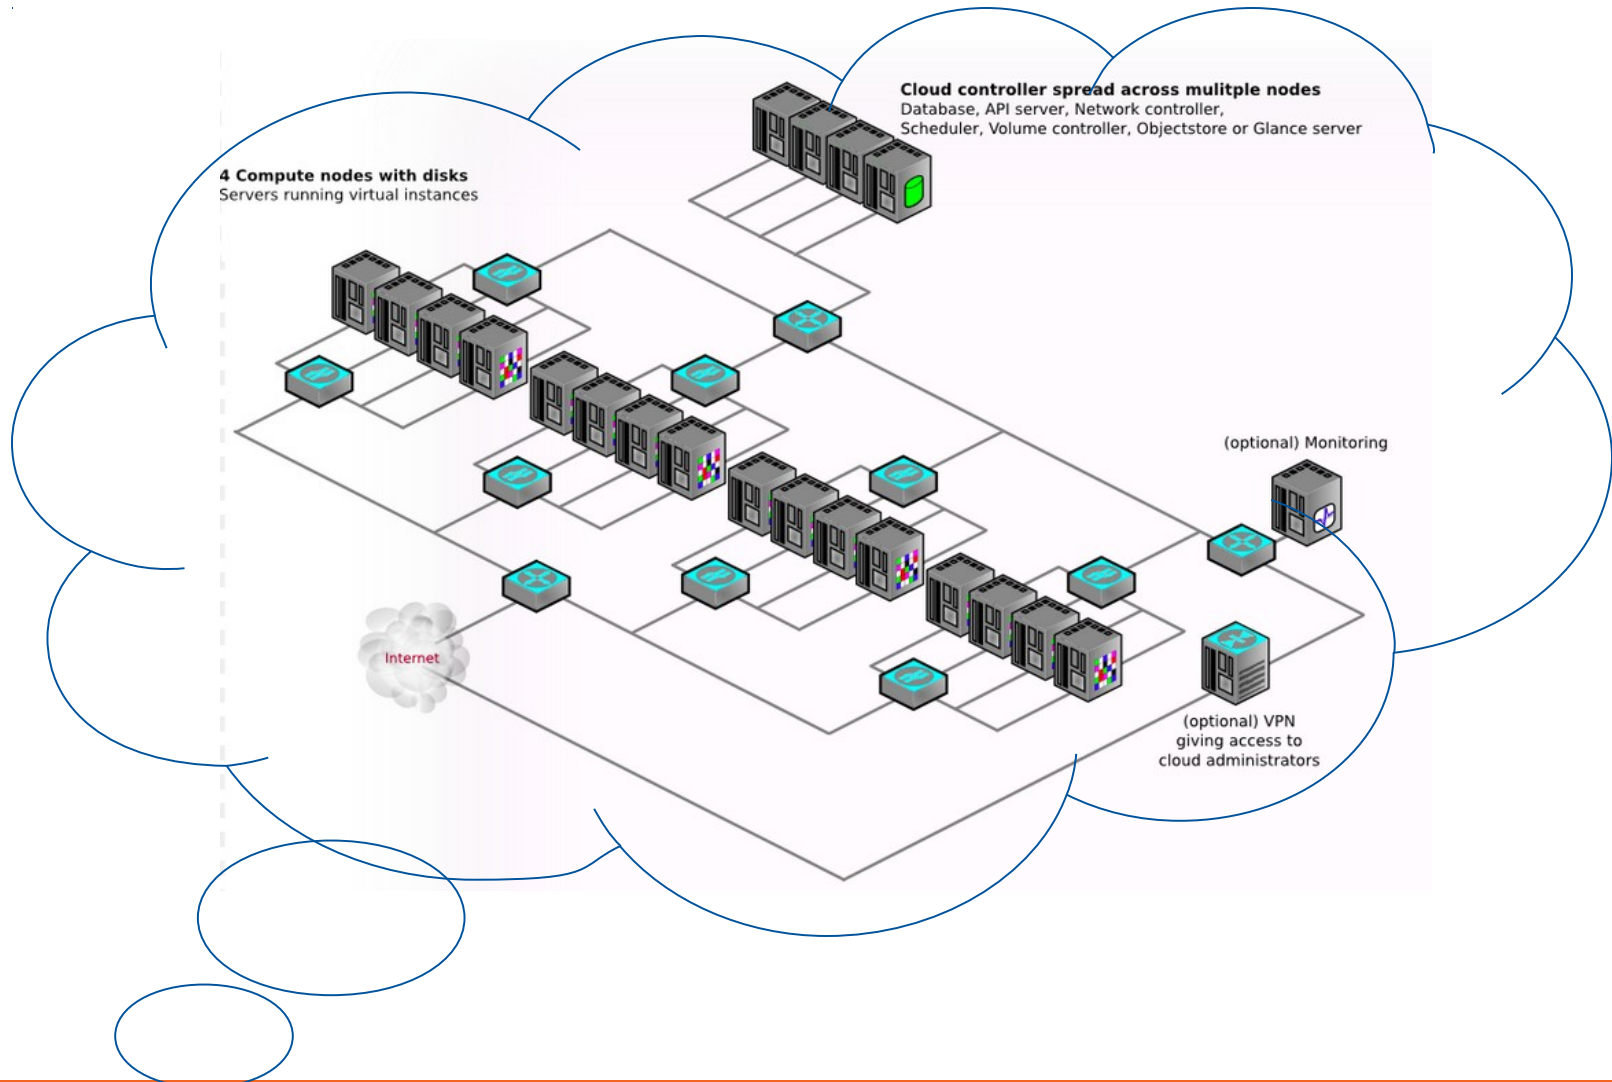 Cloud controller spread across mulitple nodes
Database, API server, Network controller,
Scheduler, Volume controller, Objectstore or Glance server
4 Compute nodes with disks
Servers running virtual instances
(optional) Monitoring
Internet
(optional) VPN
giving access to
cloud administrators